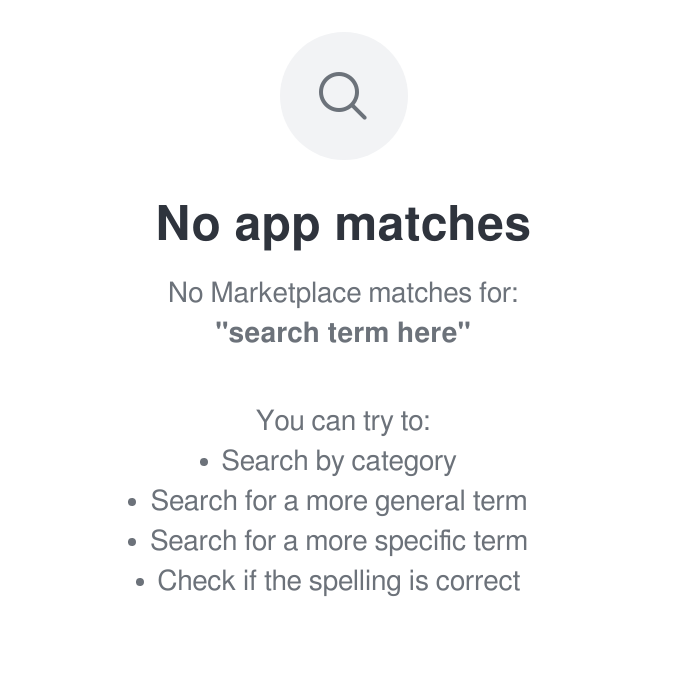 No app matches
No Marketplace matches for:
"search term here"
You can try to:
• Search by category
• Search for a more general term
• Search for a more specific term
• Check if the spelling is correct